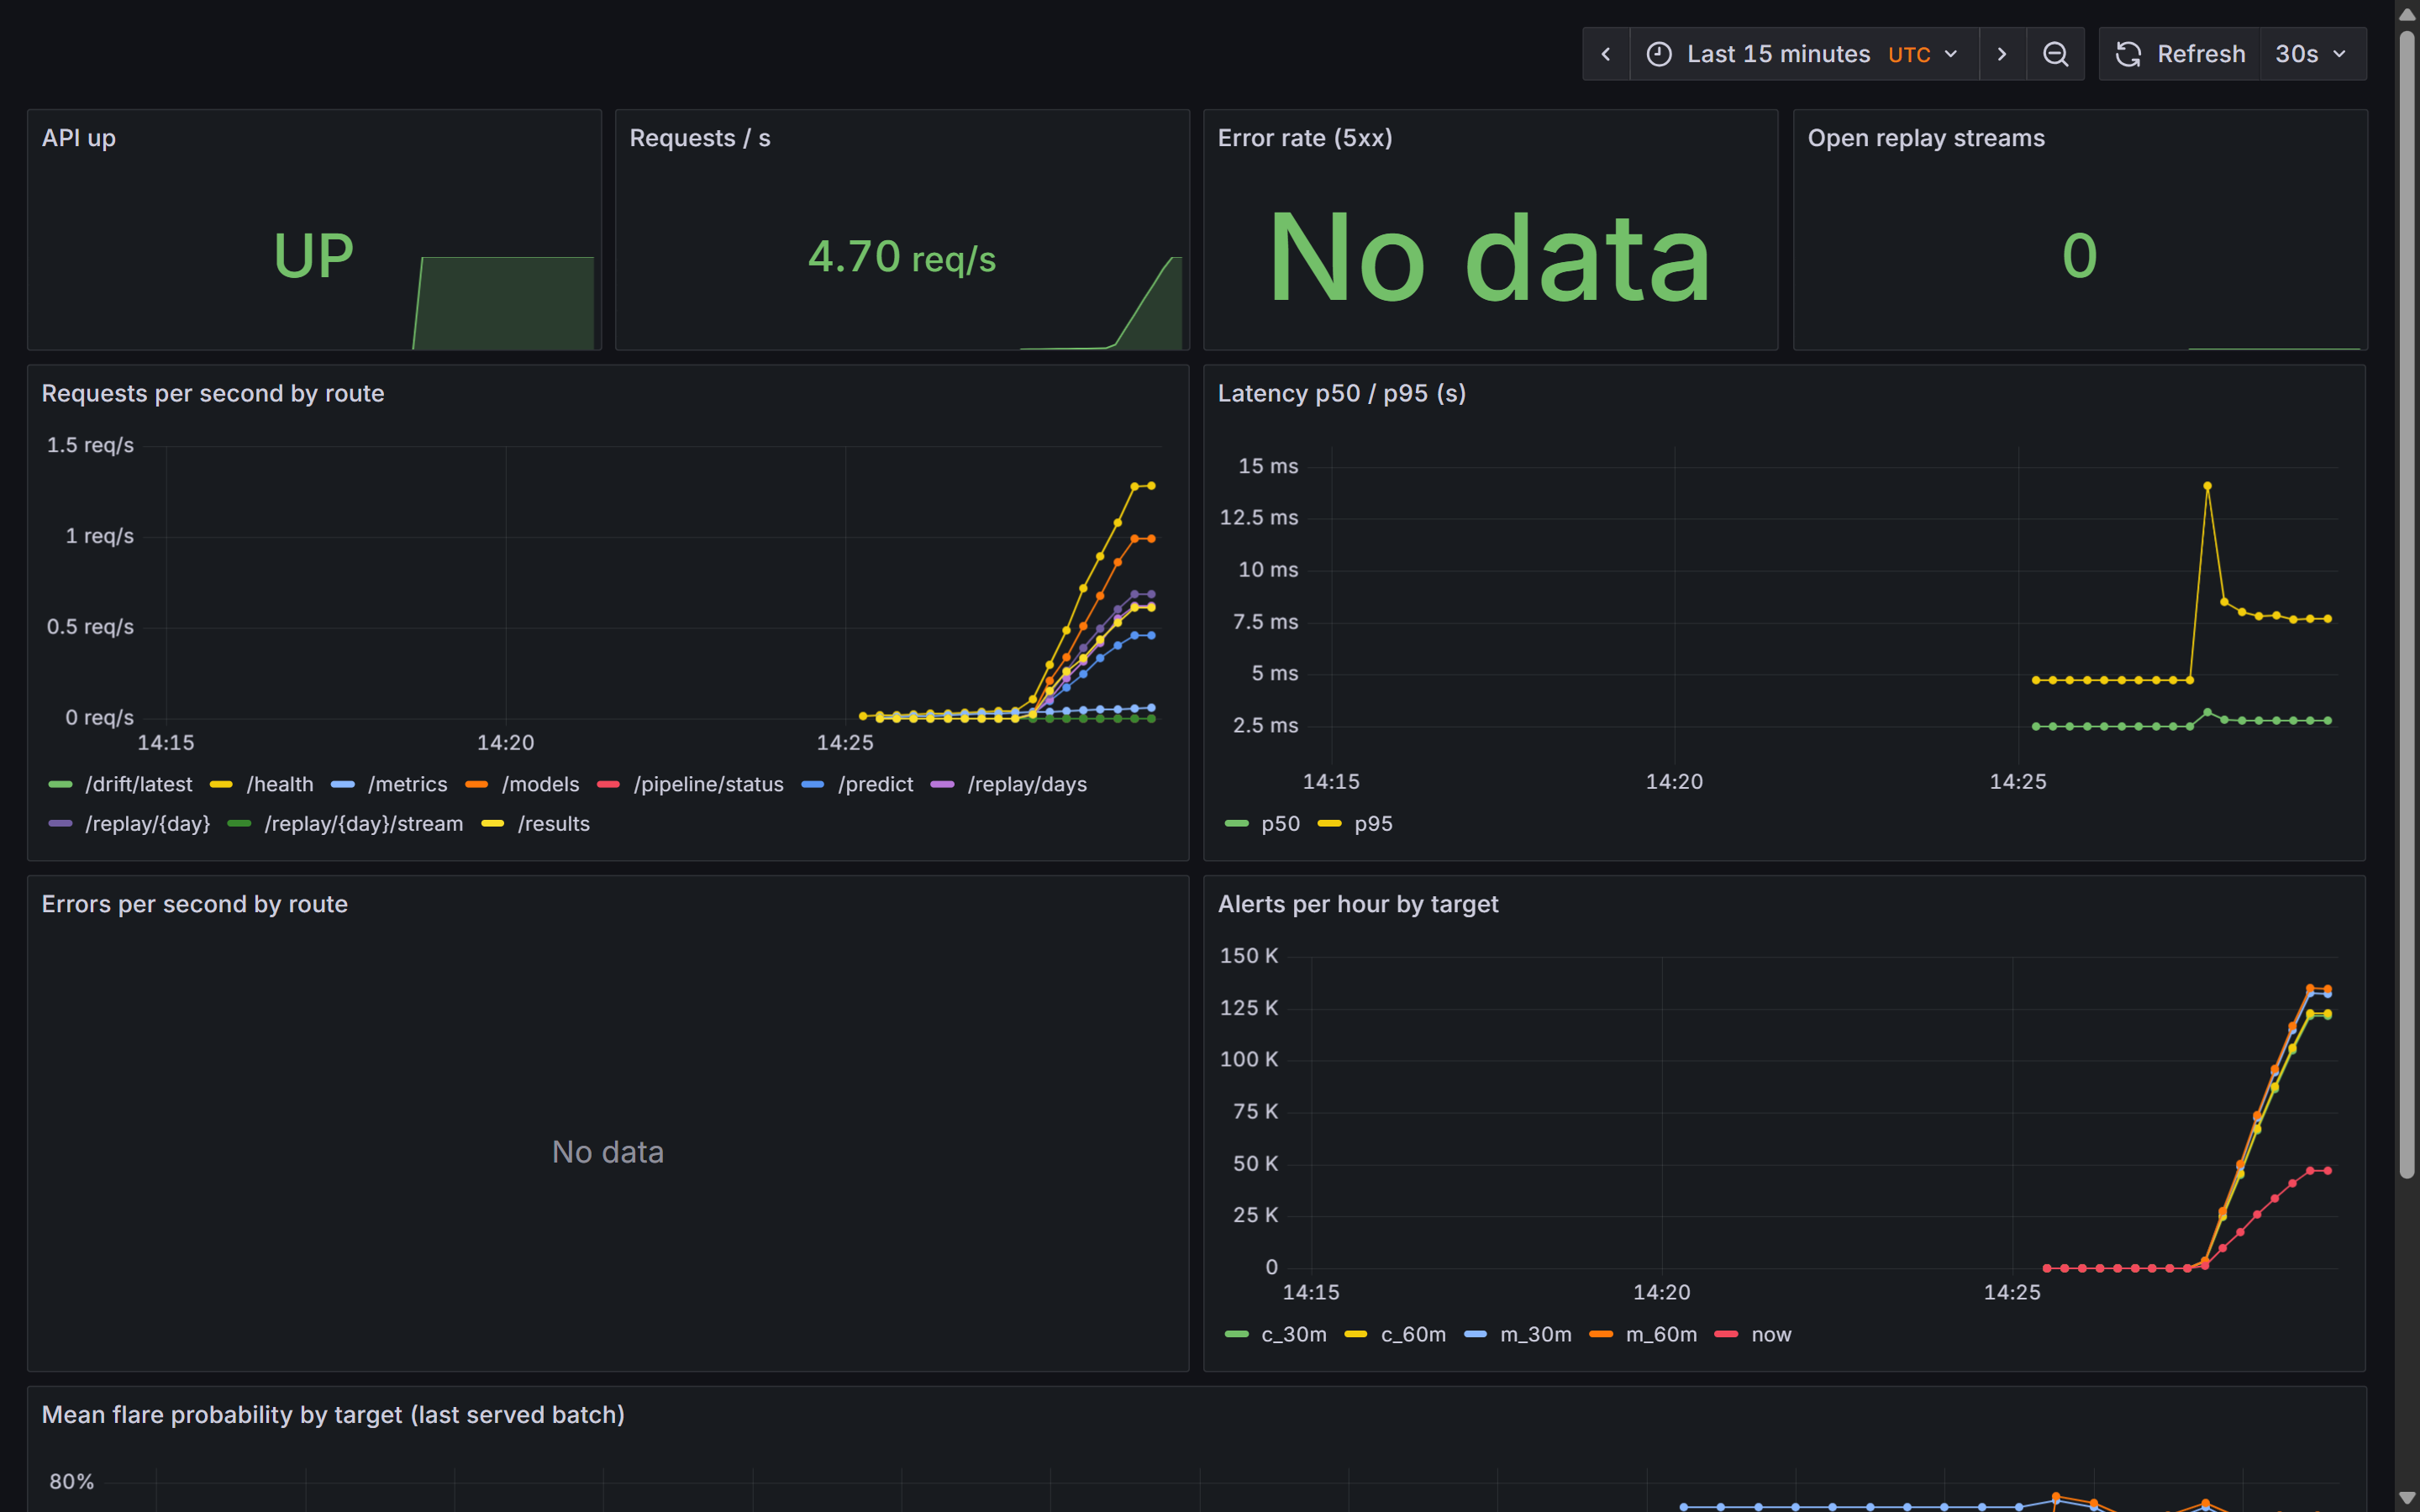 Last 15 minutes UTC
Refresh 30s
API up
UP
Requests / s
4.70 req/s
Error rate (5xx)
No data
Open replay streams
0
Requests per second by route
1.5 req/s
1 req/s
0.5 req/s
0 req/s
14:15 14:20 14:25
/drift/latest /health /metrics /models /pipeline/status /predict /replay/days
/replay/{day} /replay/{day}/stream /results
Latency p50 / p95 (s)
15 ms
12.5 ms
10 ms
7.5 ms
5 ms
2.5 ms
14:15 14:20 14:25
p50 p95
Errors per second by route
No data
Alerts per hour by target
150 K
125 K
100 K
75 K
50 K
25 K
0
14:15 14:20 14:25
c_30m c_60m m_30m m_60m now
Mean flare probability by target (last served batch)
80%